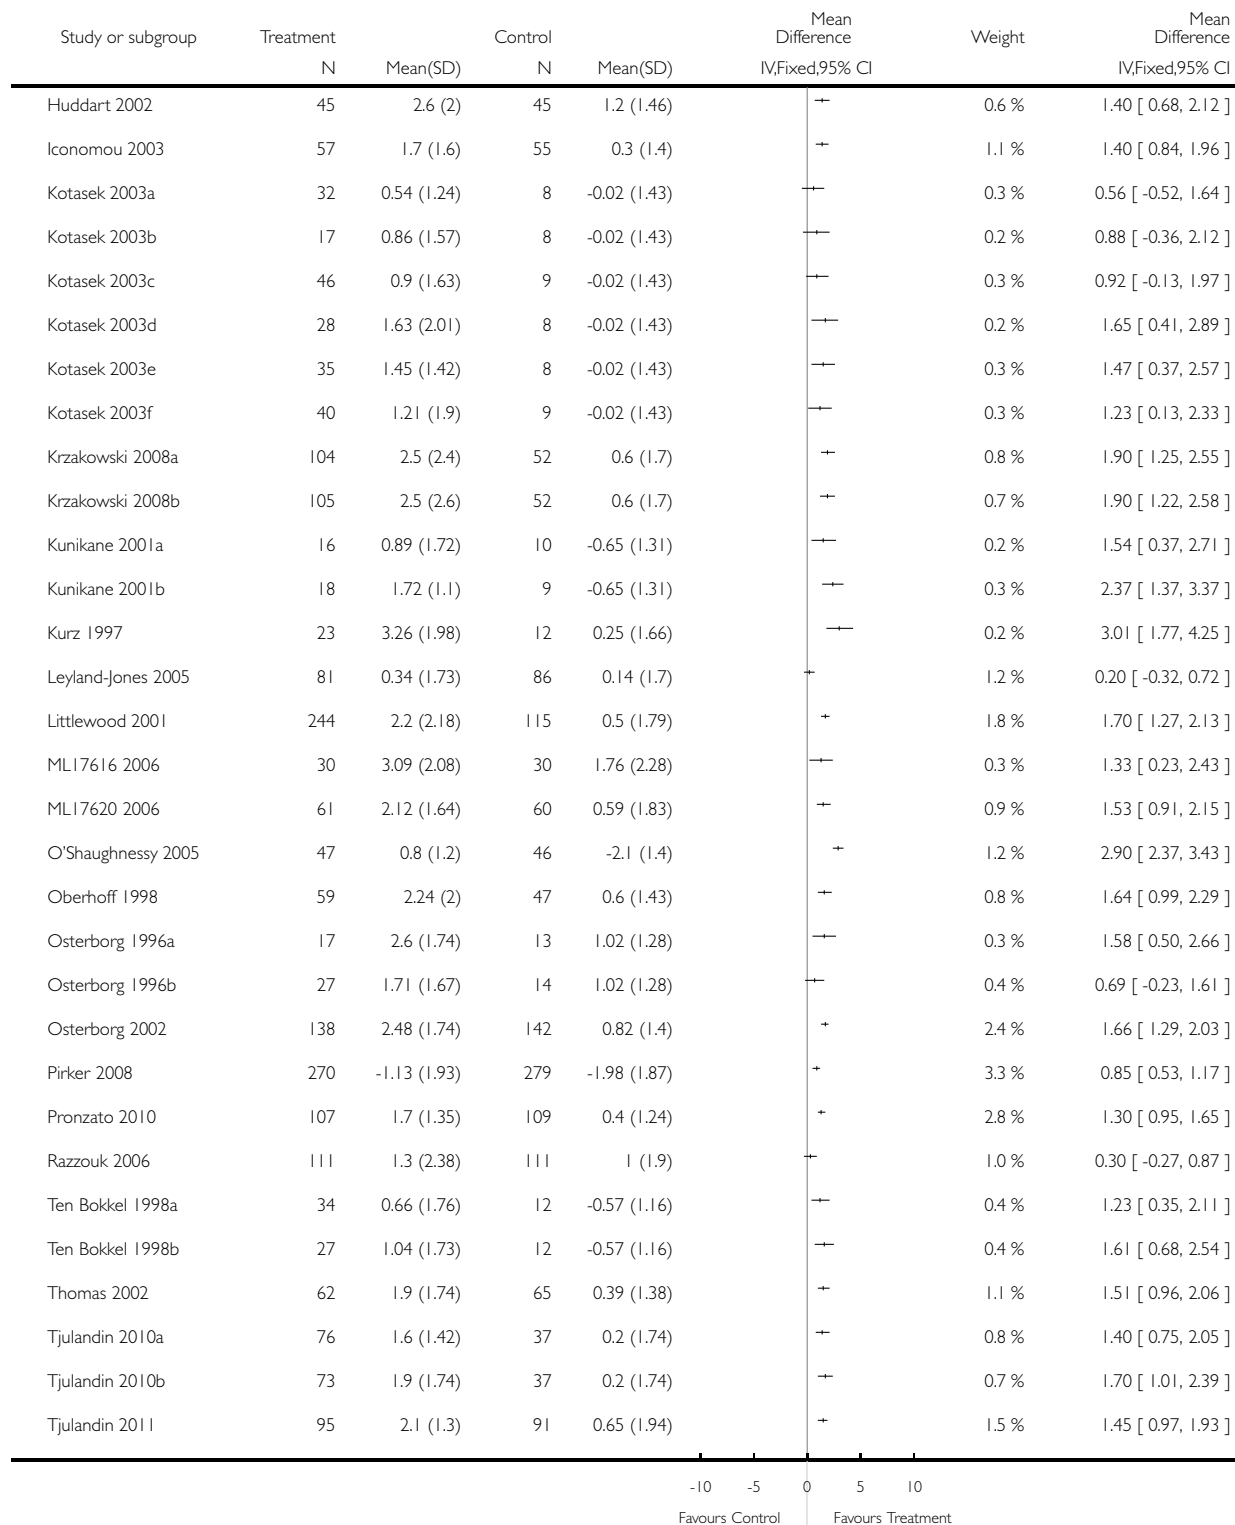 Mean Mean
Study or subgroup Treatment Control Difference Weight Difference
N Mean(SD) N Mean(SD) IV,Fixed,95% CI IV,Fixed,95% CI
Huddart 2002 45 2.6 (2) 45 1.2 (1.46) 0.6 % 1.40 [ 0.68, 2.12 ]
Iconomou 2003 57 1.7 (1.6) 55 0.3 (1.4) 1.1 % 1.40 [ 0.84, 1.96 ]
Kotasek 2003a 32 0.54 (1.24) 8 -0.02 (1.43) 0.3 % 0.56 [ -0.52, 1.64 ]
Kotasek 2003b 17 0.86 (1.57) 8 -0.02 (1.43) 0.2 % 0.88 [ -0.36, 2.12 ]
Kotasek 2003c 46 0.9 (1.63) 9 -0.02 (1.43) 0.3 % 0.92 [ -0.13, 1.97 ]
Kotasek 2003d 28 1.63 (2.01) 8 -0.02 (1.43) 0.2 % 1.65 [ 0.41, 2.89 ]
Kotasek 2003e 35 1.45 (1.42) 8 -0.02 (1.43) 0.3 % 1.47 [ 0.37, 2.57 ]
Kotasek 2003f 40 1.21 (1.9) 9 -0.02 (1.43) 0.3 % 1.23 [ 0.13, 2.33 ]
Krzakowski 2008a 104 2.5 (2.4) 52 0.6 (1.7) 0.8 % 1.90 [ 1.25, 2.55 ]
Krzakowski 2008b 105 2.5 (2.6) 52 0.6 (1.7) 0.7 % 1.90 [ 1.22, 2.58 ]
Kunikane 2001a 16 0.89 (1.72) 10 -0.65 (1.31) 0.2 % 1.54 [ 0.37, 2.71 ]
Kunikane 2001b 18 1.72 (1.1) 9 -0.65 (1.31) 0.3 % 2.37 [ 1.37, 3.37 ]
Kurz 1997 23 3.26 (1.98) 12 0.25 (1.66) 0.2 % 3.01 [ 1.77, 4.25 ]
Leyland-Jones 2005 81 0.34 (1.73) 86 0.14 (1.7) 1.2 % 0.20 [ -0.32, 0.72 ]
Littlewood 2001 244 2.2 (2.18) 115 0.5 (1.79) 1.8 % 1.70 [ 1.27, 2.13 ]
ML17616 2006 30 3.09 (2.08) 30 1.76 (2.28) 0.3 % 1.33 [ 0.23, 2.43 ]
ML17620 2006 61 2.12 (1.64) 60 0.59 (1.83) 0.9 % 1.53 [ 0.91, 2.15 ]
O'Shaughnessy 2005 47 0.8 (1.2) 46 -2.1 (1.4) 1.2 % 2.90 [ 2.37, 3.43 ]
Oberhoff 1998 59 2.24 (2) 47 0.6 (1.43) 0.8 % 1.64 [ 0.99, 2.29 ]
Osterborg 1996a 17 2.6 (1.74) 13 1.02 (1.28) 0.3 % 1.58 [ 0.50, 2.66 ]
Osterborg 1996b 27 1.71 (1.67) 14 1.02 (1.28) 0.4 % 0.69 [ -0.23, 1.61 ]
Osterborg 2002 138 2.48 (1.74) 142 0.82 (1.4) 2.4 % 1.66 [ 1.29, 2.03 ]
Pirker 2008 270 -1.13 (1.93) 279 -1.98 (1.87) 3.3 % 0.85 [ 0.53, 1.17 ]
Pronzato 2010 107 1.7 (1.35) 109 0.4 (1.24) 2.8 % 1.30 [ 0.95, 1.65 ]
Razzouk 2006 111 1.3 (2.38) 111 1 (1.9) 1.0 % 0.30 [ -0.27, 0.87 ]
Ten Bokkel 1998a 34 0.66 (1.76) 12 -0.57 (1.16) 0.4 % 1.23 [ 0.35, 2.11 ]
Ten Bokkel 1998b 27 1.04 (1.73) 12 -0.57 (1.16) 0.4 % 1.61 [ 0.68, 2.54 ]
Thomas 2002 62 1.9 (1.74) 65 0.39 (1.38) 1.1 % 1.51 [ 0.96, 2.06 ]
Tjulandin 2010a 76 1.6 (1.42) 37 0.2 (1.74) 0.8 % 1.40 [ 0.75, 2.05 ]
Tjulandin 2010b 73 1.9 (1.74) 37 0.2 (1.74) 0.7 % 1.70 [ 1.01, 2.39 ]
Tjulandin 2011 95 2.1 (1.3) 91 0.65 (1.94) 1.5 % 1.45 [ 0.97, 1.93 ]
-10 -5 0 5 10
Favours Control Favours Treatment